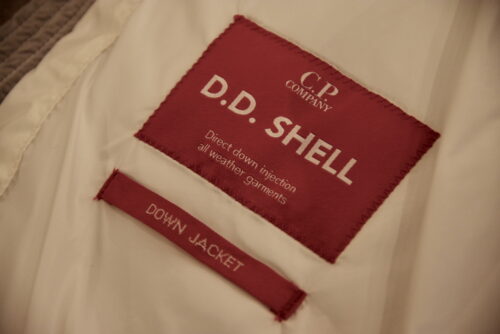 C.P.
COMPANY
D.D. SHELL
Direct down injection
all weather garments
DOWN JACKET